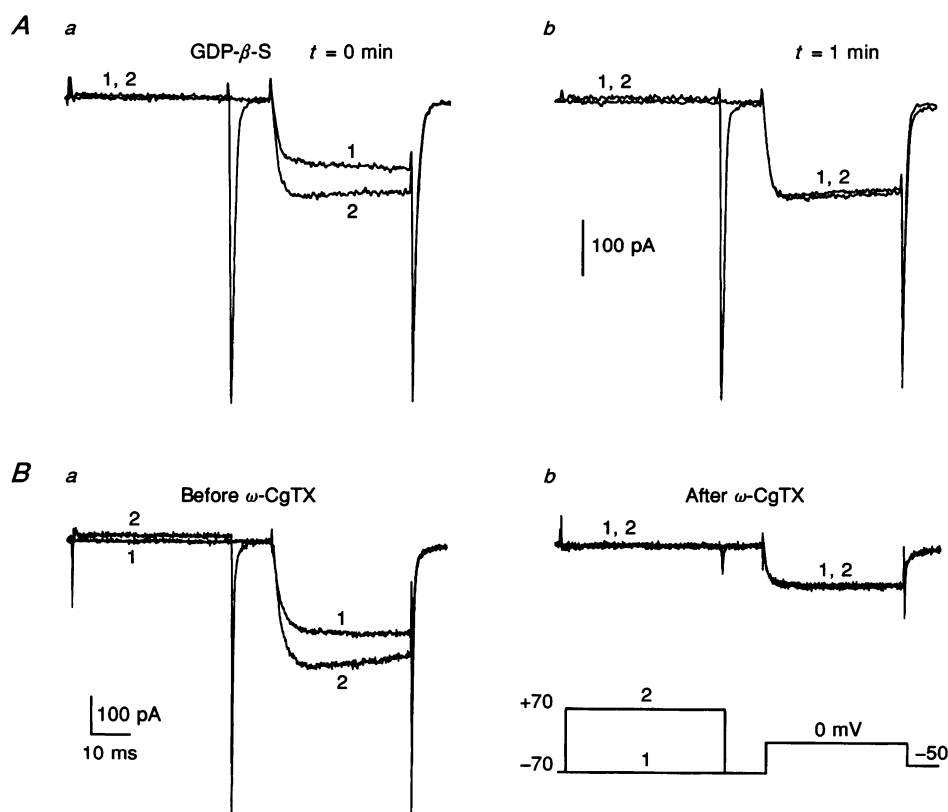 A
a
GDP-β-S t = 0 min
1, 2
1
2
b
t = 1 min
1, 2
1, 2
100 pA
B
a
Before ω-CgTX
2
1
1
2
100 pA
10 ms
b
After ω-CgTX
1, 2
1, 2
+70
2
0 mV
−70
1
−50